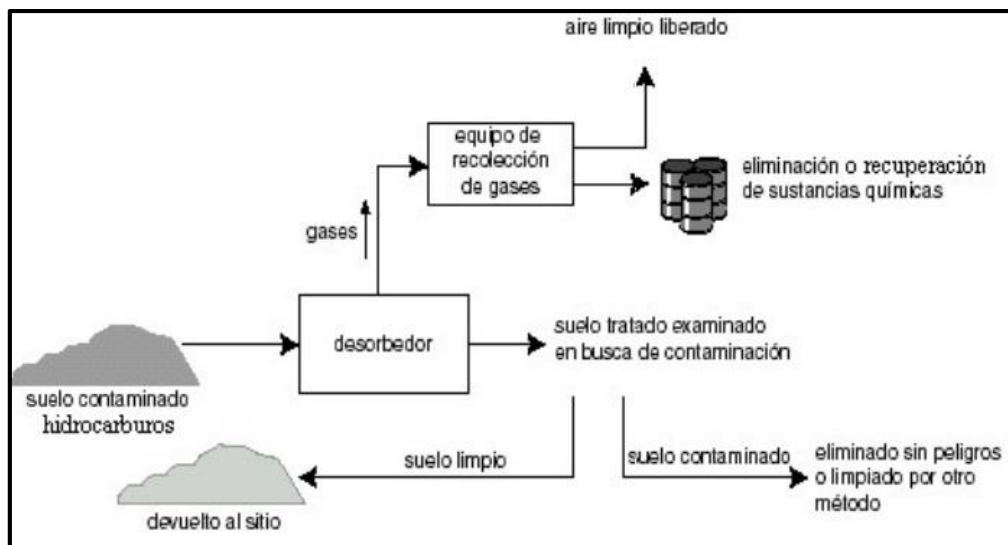 aire limpio liberado
equipo de
recolección
de gases
eliminación o recuperación
de sustancias químicas
gases
desorbedor
suelo tratado examinado
en busca de contaminación
suelo contaminado
hidrocarburos
suelo limpio
suelo contaminado
eliminado sin peligros
o limpiado por otro
método
devuelto al sitio